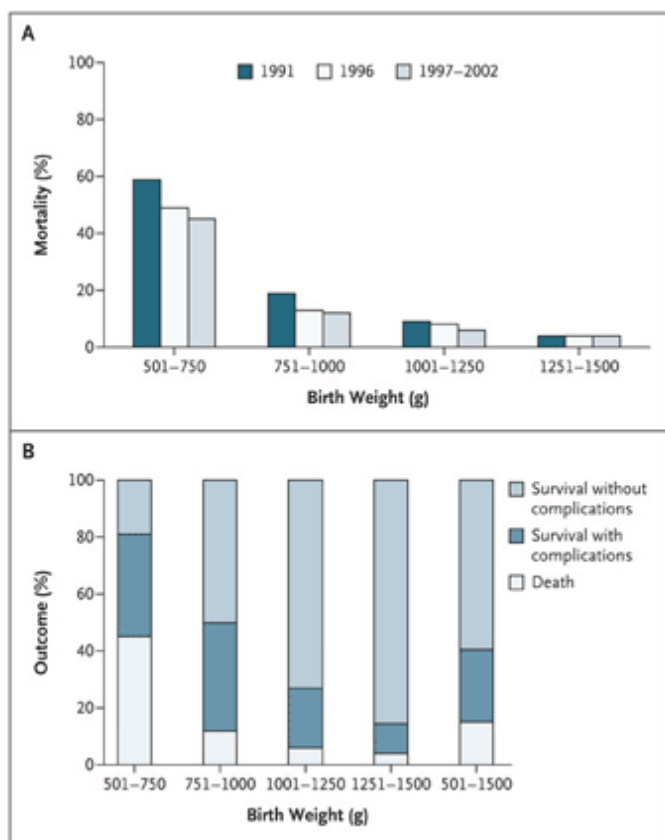 A
100
1991 1996 1997–2002
80
60
40
20
0
Mortality (%)
501–750 751–1000 1001–1250 1251–1500
Birth Weight (g)
B
100
80
60
40
20
0
Outcome (%)
Survival without
complications
Survival with
complications
Death
501–750 751–1000 1001–1250 1251–1500 501–1500
Birth Weight (g)